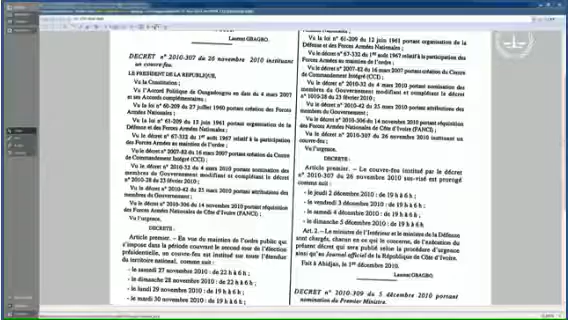 Laurent GBAGBO.
DECRET n° 2010-307 du 26 novembre 2010 instituant
un couvre-feu.
LE PRESIDENT DE LA REPUBLIQUE,
Vu la Constitution ;
Vu l'Accord Politique de Ouagadougou en date du 4 mars 2007
et ses Accords complémentaires ;
Vu la loi n° 60-209 du 27 juillet 1960 portant création des Forces
Armées Nationales ;
Vu la loi n° 61-209 du 12 juin 1961 portant organisation de la
Défense et des Forces Armées Nationales ;
Vu le décret n° 67-332 du 1er août 1967 relatif à la participation
des Forces Armées au maintien de l'ordre ;
Vu le décret n° 2007-82 du 16 mars 2007 portant création du Centre
de Commandement Intégré (CCI) ;
Vu le décret n° 2010-32 du 4 mars 2010 portant nomination des
membres du Gouvernement modifiant et complétant le décret
n° 2010-28 du 23 février 2010 ;
Vu le décret n° 2010-42 du 25 mars 2010 portant attributions des
membres du Gouvernement ;
Vu le décret n° 2010-306 du 14 novembre 2010 portant réquisition
des Forces Armées Nationales de Côte d'Ivoire (FANCI) ;
Vu l'urgence,
DECRETE :
Article premier. – En vue du maintien de l'ordre public qui
s'impose dans la période couvrant le second tour de l'élection
présidentielle, un couvre-feu est institué sur toute l'étendue
du territoire national, comme suit :
- le samedi 27 novembre 2010 : de 22 h à 6 h ;
- le dimanche 28 novembre 2010 : de 22 h à 6 h ;
- le lundi 29 novembre 2010 : de 19 h à 6 h ;
- le mardi 30 novembre 2010 : de 19 h à 6 h ;
Vu la loi n° 61-209 du 12 juin 1961 portant organisation de la
Défense et des Forces Armées Nationales ;
Vu le décret n° 67-332 du 1er août 1967 relatif à la participation
des Forces Armées au maintien de l'ordre ;
Vu le décret n° 2007-82 du 16 mars 2007 portant création du Centre
de Commandement Intégré (CCI) ;
Vu le décret n° 2010-32 du 4 mars 2010 portant nomination des
membres du Gouvernement modifiant et complétant le décret
n° 2010-28 du 23 février 2010 ;
Vu le décret n° 2010-42 du 25 mars 2010 portant attributions des
membres du Gouvernement ;
Vu le décret n° 2010-306 du 14 novembre 2010 portant réquisition
des Forces Armées Nationales de Côte d'Ivoire (FANCI) ;
Vu le décret n° 2010-307 du 26 novembre 2010 instituant un
couvre-feu ;
Vu l'urgence,
DECRETE :
Article premier. – Le couvre-feu institué par le décret
n° 2010-307 du 26 novembre 2010 sus-visé est prorogé
comme suit :
- le jeudi 2 décembre 2010 : de 19 h à 6 h ;
- le vendredi 3 décembre 2010 : de 19 h à 6 h ;
- le samedi 4 décembre 2010 : de 19 h à 6 h ;
- le dimanche 5 décembre 2010 : de 19 h à 6 h.
Art. 2. – Le ministre de l'Intérieur et le ministre de la Défense
sont chargés, chacun en ce qui le concerne, de l'exécution du
présent décret qui sera publié selon la procédure d'urgence
ainsi qu'au Journal officiel de la République de Côte d'Ivoire.
Fait à Abidjan, le 1er décembre 2010.
Laurent GBAGBO.
DECRET n° 2010-309 du 5 décembre 2010 portant
nomination du Premier Ministre.